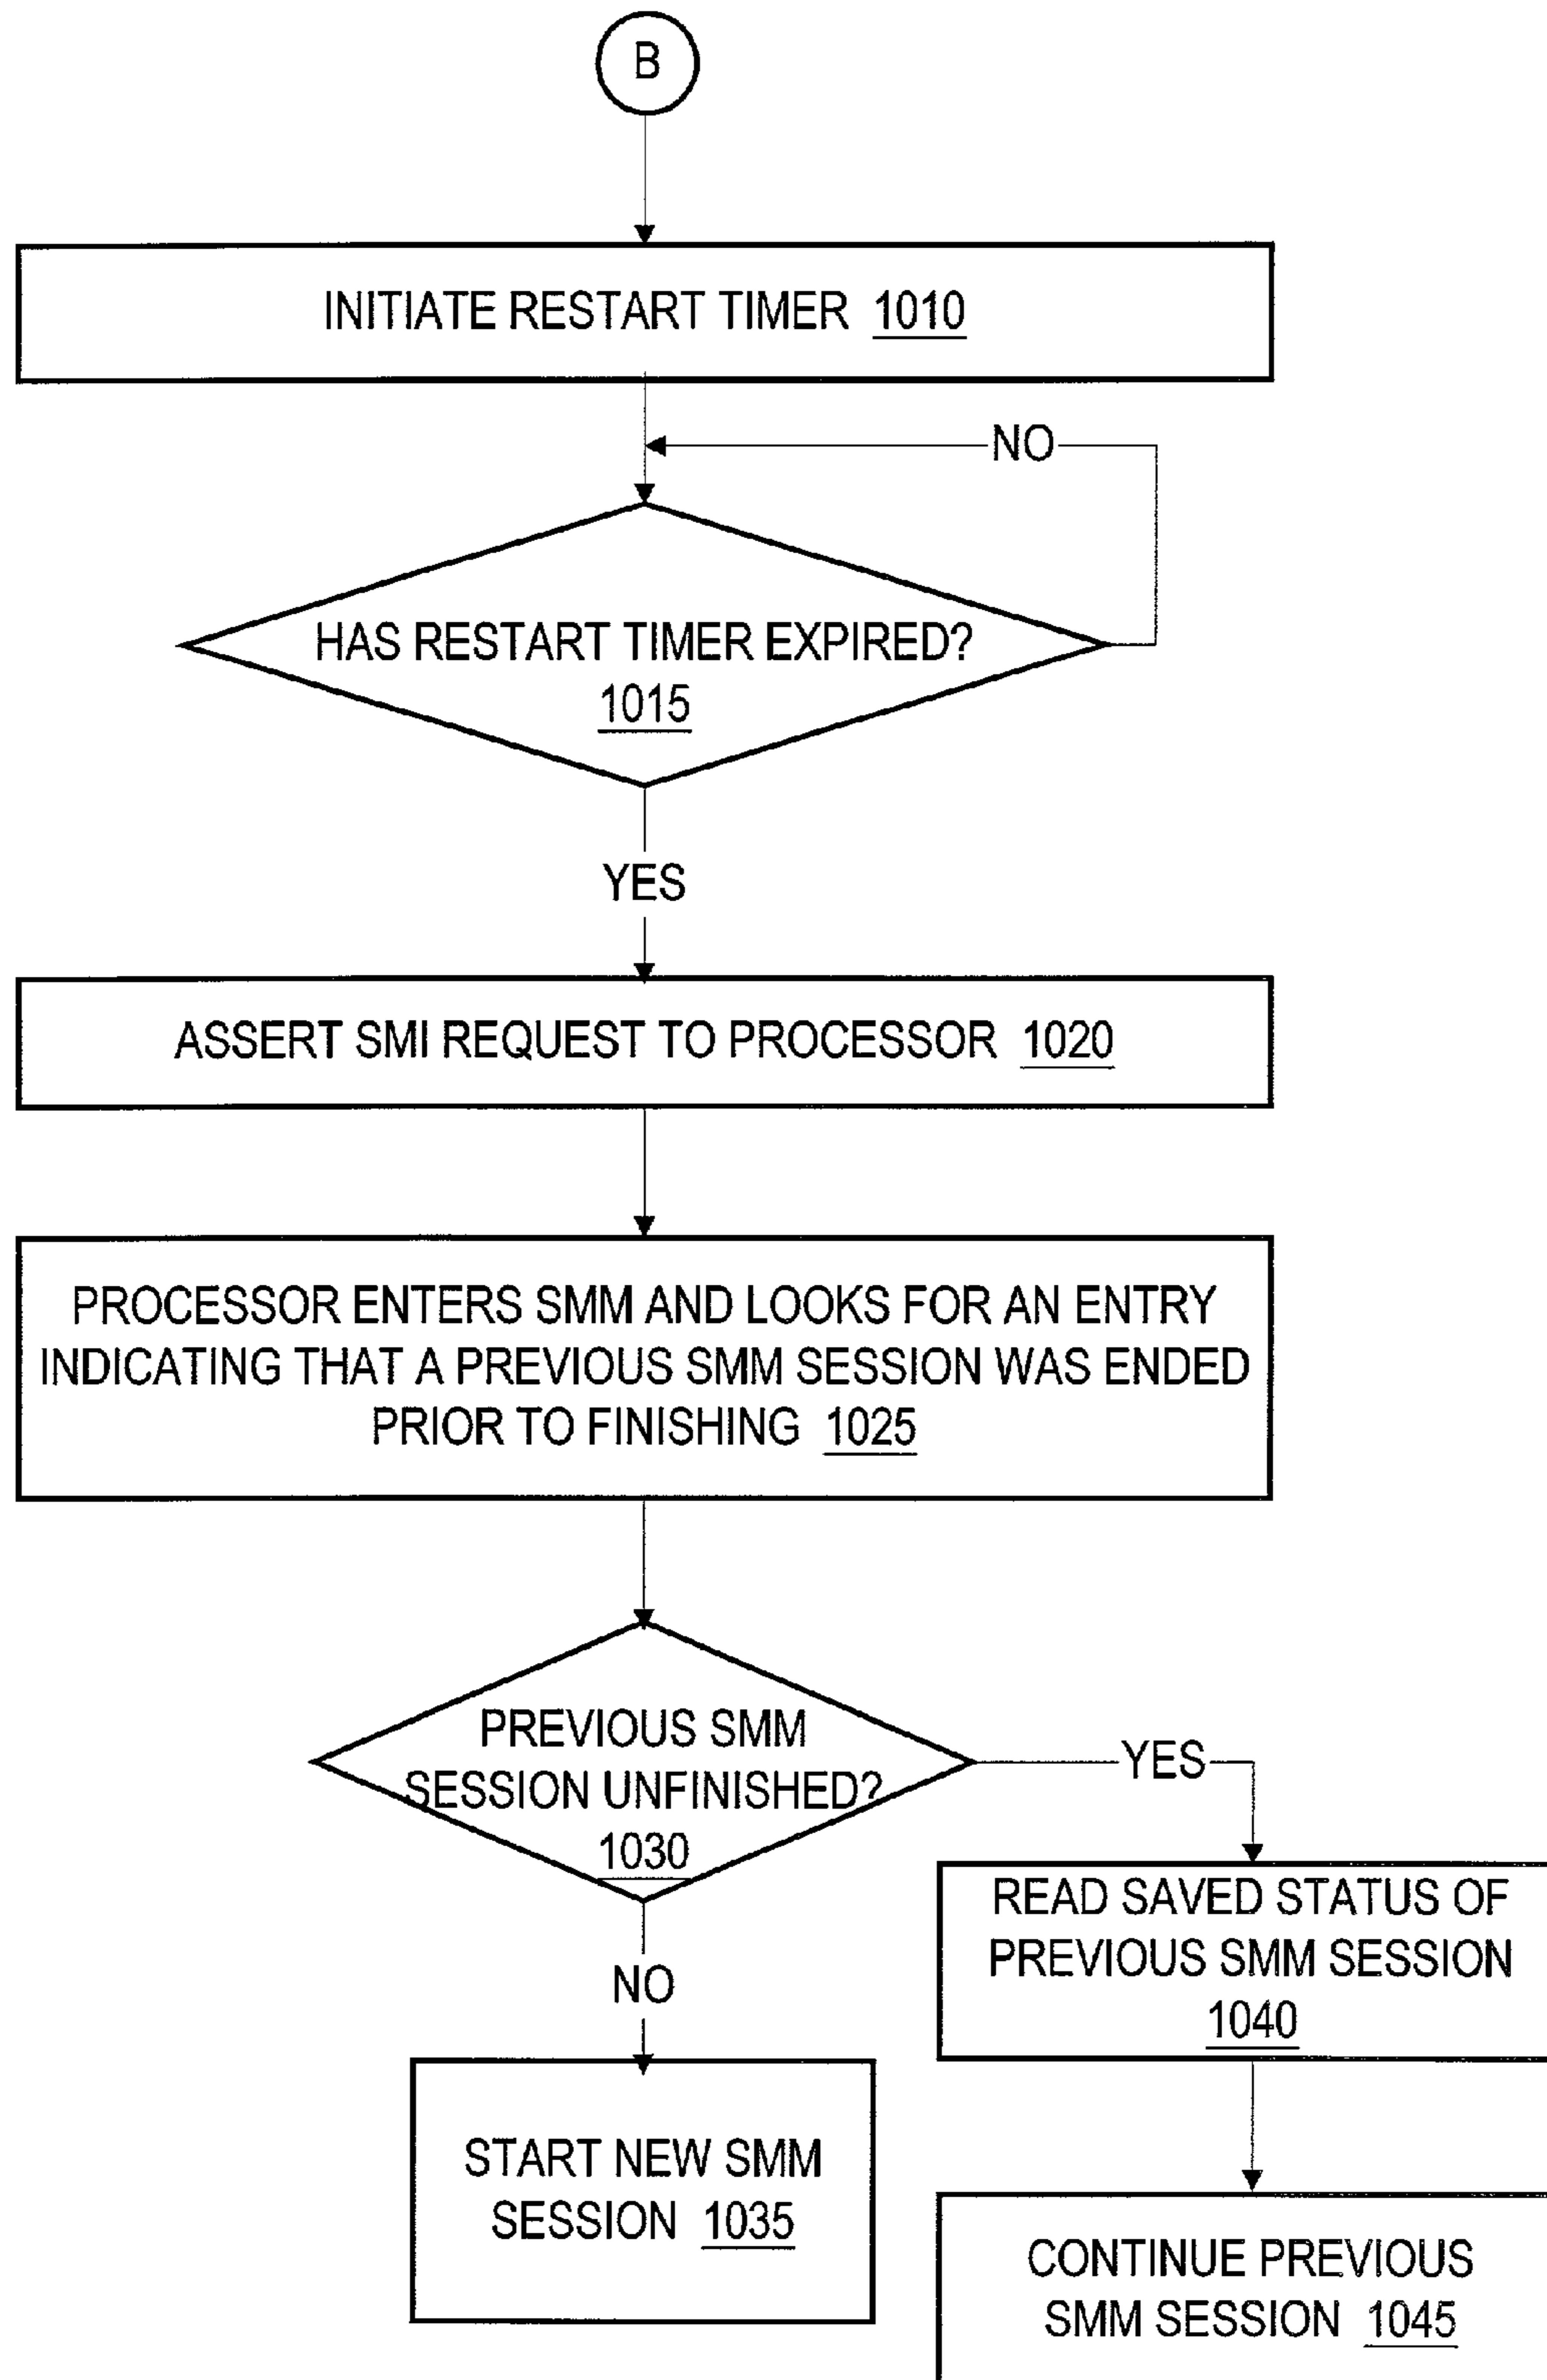 B
INITIATE RESTART TIMER 1010
NO
HAS RESTART TIMER EXPIRED?
1015
YES
ASSERT SMI REQUEST TO PROCESSOR 1020
PROCESSOR ENTERS SMM AND LOOKS FOR AN ENTRY
INDICATING THAT A PREVIOUS SMM SESSION WAS ENDED
PRIOR TO FINISHING 1025
PREVIOUS SMM
SESSION UNFINISHED?
1030
YES
NO
READ SAVED STATUS OF
PREVIOUS SMM SESSION
1040
START NEW SMM
SESSION 1035
CONTINUE PREVIOUS
SMM SESSION 1045